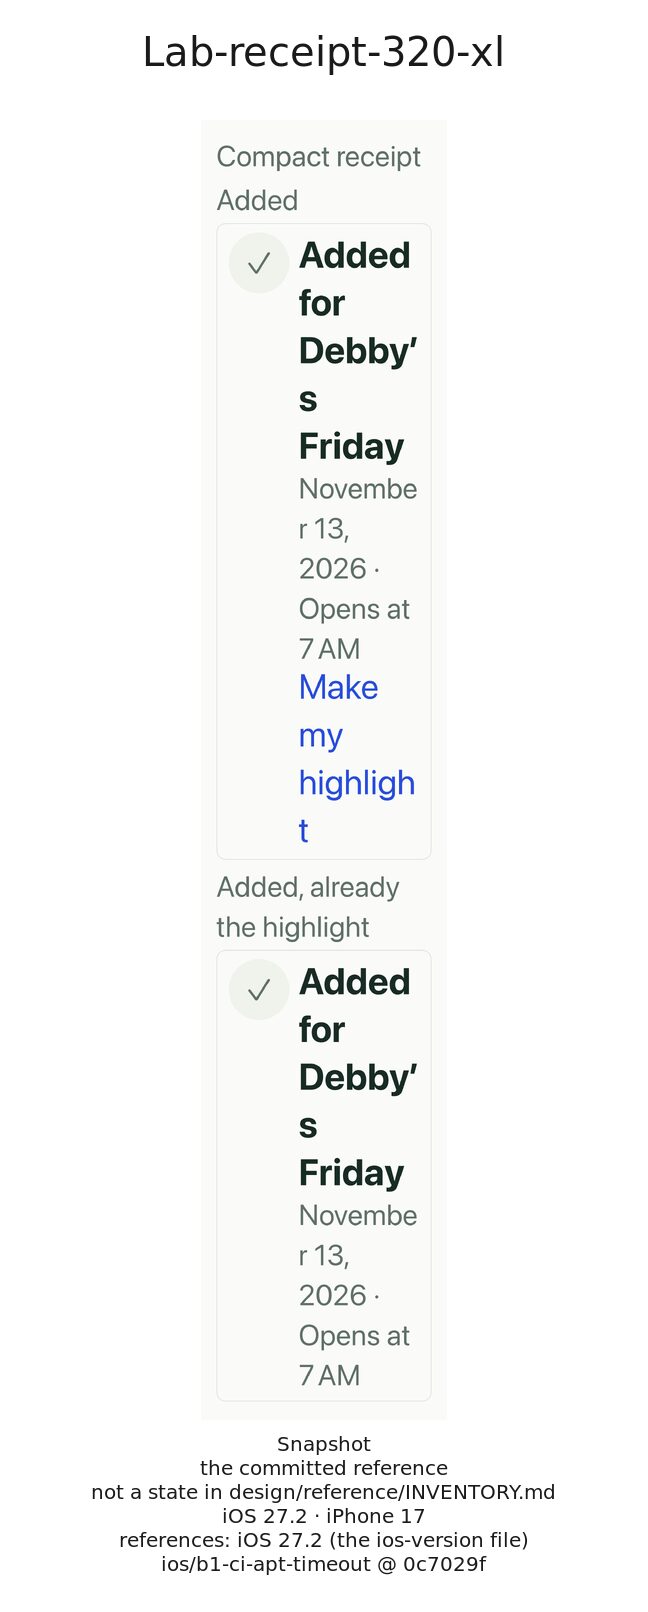 Lab-receipt-320-xl
Compact receipt
Added
Added
for
Debby’
s
Friday
Novembe
r 13,
2026 ·
Opens at
7 AM
Make
my
highligh
t
Added, already
the highlight
Added
for
Debby’
s
Friday
Novembe
r 13,
2026 ·
Opens at
7 AM
Snapshot
the committed reference
not a state in design/reference/INVENTORY.md
iOS 27.2 · iPhone 17
references: iOS 27.2 (the ios-version file)
ios/b1-ci-apt-timeout @ 0c7029f